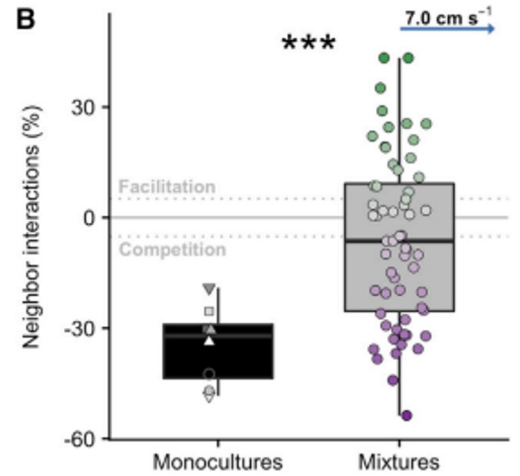 B
7.0 cm s⁻¹
***
Neighbor interactions (%)
30
0
-30
-60
Facilitation
Competition
Monocultures
Mixtures